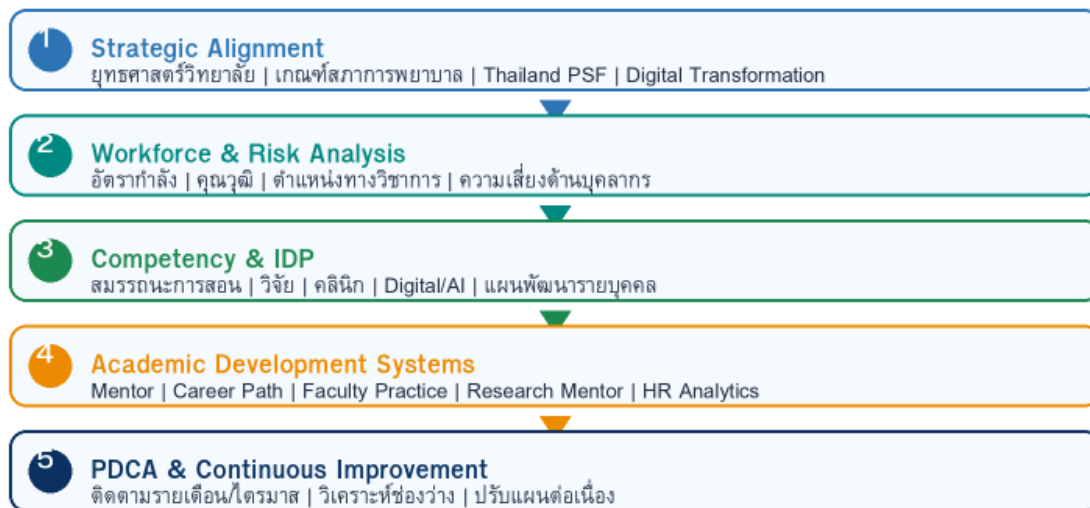 1
Strategic Alignment
ยุทธศาสตร์วิทยาลัย | เกณฑ์สภาการพยาบาล | Thailand PSF | Digital Transformation
2
Workforce & Risk Analysis
อัตรากำลัง | คุณวุฒิ | ตำแหน่งทางวิชาการ | ความเสี่ยงด้านบุคลากร
3
Competency & IDP
สมรรถนะการสอน | วิจัย | คลินิก | Digital/AI | แผนพัฒนารายบุคคล
4
Academic Development Systems
Mentor | Career Path | Faculty Practice | Research Mentor | HR Analytics
5
PDCA & Continuous Improvement
ติดตามรายเดือน/ไตรมาส | วิเคราะห์ช่องว่าง | ปรับแผนต่อเนื่อง